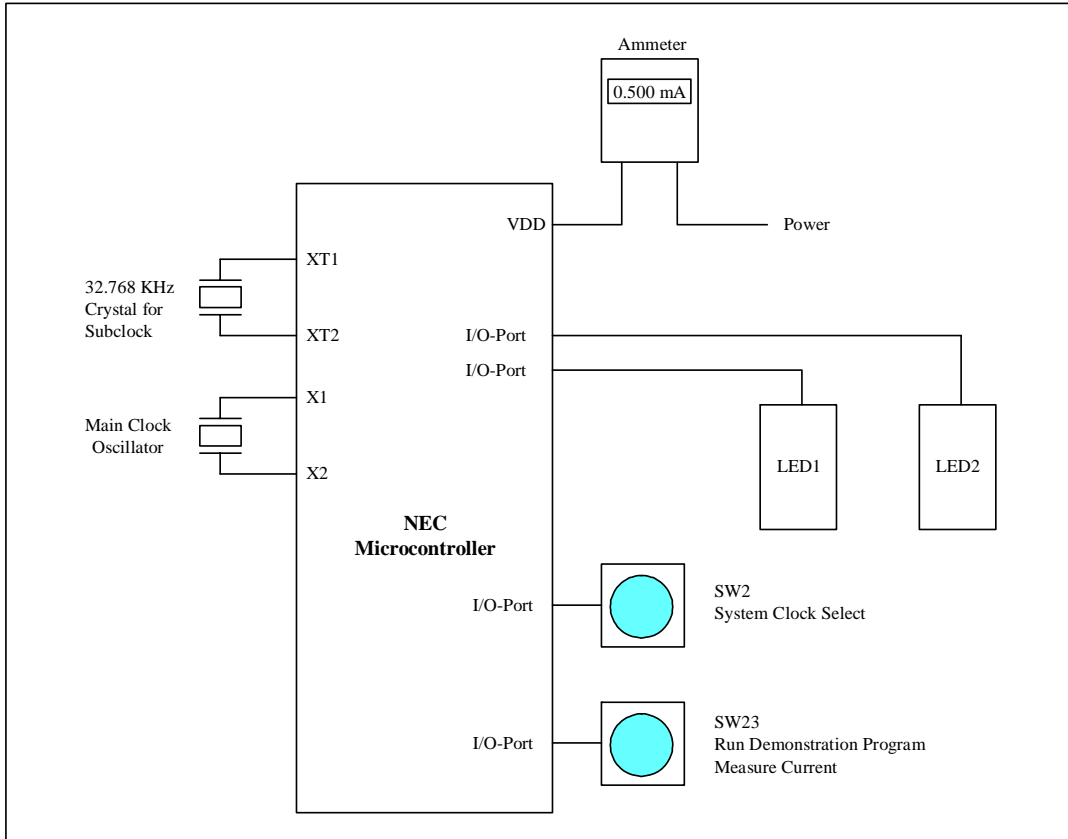 Ammeter
0.500 mA
VDD
Power
XT1
32.768 KHz
Crystal for
Subclock
XT2
I/O-Port
I/O-Port
X1
Main Clock
Oscillator
X2
LED1
LED2
NEC
Microcontroller
I/O-Port
SW2
System Clock Select
I/O-Port
SW23
Run Demonstration Program
Measure Current